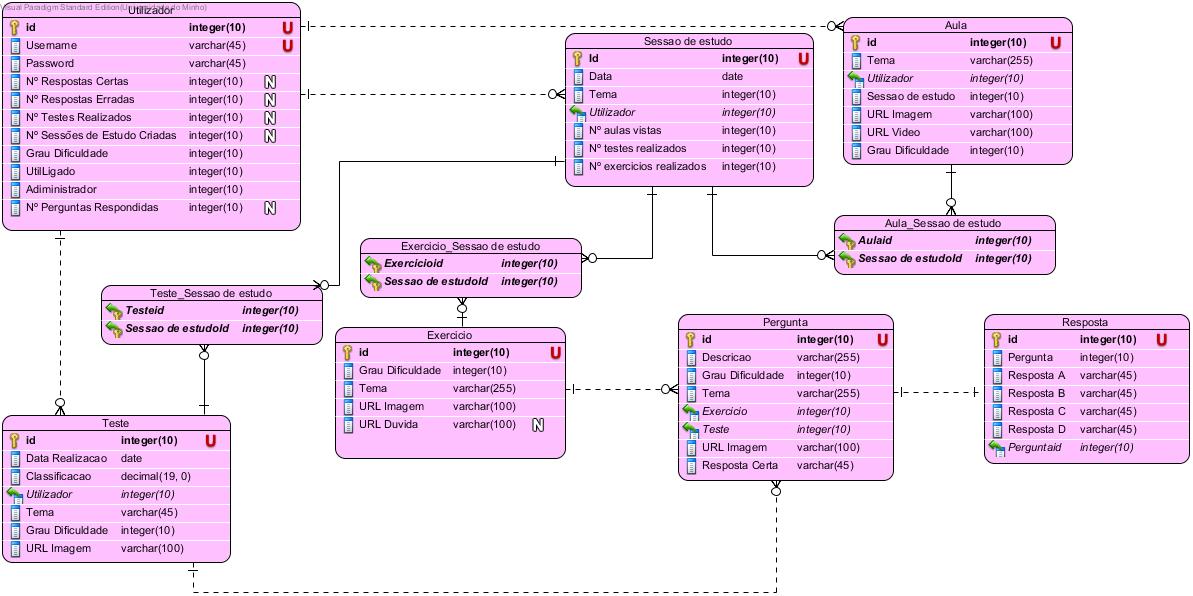 Visual Paradigm Standard Edition(Universidade do Minho)
Utilizador
id integer(10) U
Username varchar(45) U
Password varchar(45)
Nº Respostas Certas integer(10) N
Nº Respostas Erradas integer(10) N
Nº Testes Realizados integer(10) N
Nº Sessões de Estudo Criadas integer(10) N
Grau Dificuldade integer(10)
UtilLigado integer(10)
Adiministrador integer(10)
Nº Perguntas Respondidas integer(10) N
Sessao de estudo
Id integer(10) U
Data date
Tema integer(10)
Utilizador integer(10)
Nº aulas vistas integer(10)
Nº testes realizados integer(10)
Nº exercicios realizados integer(10)
Aula
id integer(10) U
Tema varchar(255)
Utilizador integer(10)
Sessao de estudo integer(10)
URL Imagem varchar(100)
URL Video varchar(100)
Grau Dificuldade integer(10)
Aula_Sessao de estudo
Aulaid integer(10)
Sessao de estudoId integer(10)
Exercicio_Sessao de estudo
Exercicioid integer(10)
Sessao de estudoId integer(10)
Teste_Sessao de estudo
Testeid integer(10)
Sessao de estudoId integer(10)
Exercicio
id integer(10) U
Grau Dificuldade integer(10)
Tema varchar(255)
URL Imagem varchar(100)
URL Duvida varchar(100) N
Pergunta
id integer(10) U
Descricao varchar(255)
Grau Dificuldade integer(10)
Tema varchar(255)
Exercicio integer(10)
Teste integer(10)
URL Imagem varchar(100)
Resposta Certa varchar(45)
Resposta
id integer(10) U
Pergunta integer(10)
Resposta A varchar(45)
Resposta B varchar(45)
Resposta C varchar(45)
Resposta D varchar(45)
Perguntaid integer(10)
Teste
id integer(10) U
Data Realizacao date
Classificacao decimal(19, 0)
Utilizador integer(10)
Tema varchar(45)
Grau Dificuldade integer(10)
URL Imagem varchar(100)